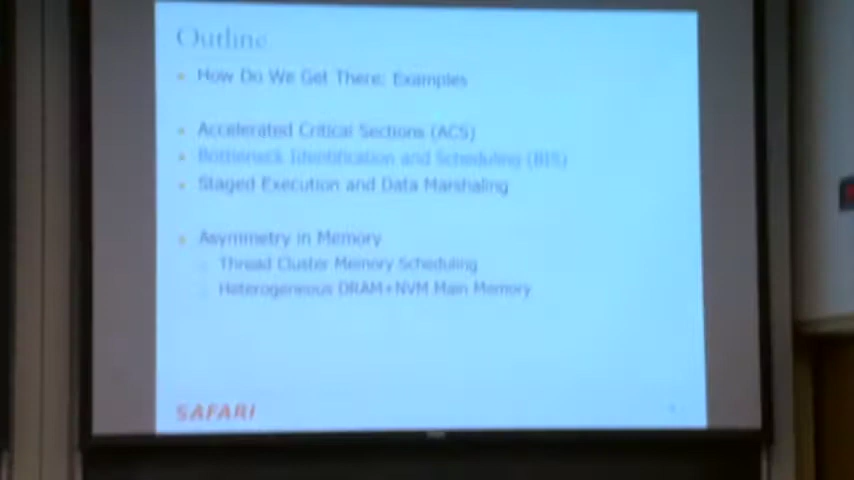 Outline
How Do We Get There: Examples
Accelerated Critical Sections (ACS)
Bottleneck Identification and Scheduling (BIS)
Staged Execution and Data Marshaling
Asymmetry in Memory
Thread Cluster Memory Scheduling
Heterogeneous DRAM+NVM Main Memory
SAFARI